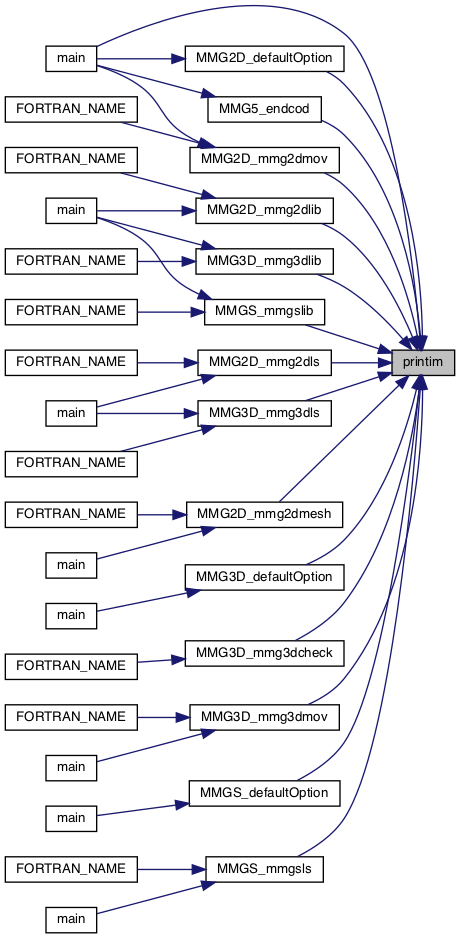 main
MMG2D_defaultOption
FORTRAN_NAME
MMG5_endcod
FORTRAN_NAME
MMG2D_mmg2dmov
main
MMG2D_mmg2dlib
FORTRAN_NAME
MMG3D_mmg3dlib
FORTRAN_NAME
MMGS_mmgslib
FORTRAN_NAME
MMG2D_mmg2dls
printim
main
MMG3D_mmg3dls
FORTRAN_NAME
FORTRAN_NAME
MMG2D_mmg2dmesh
main
MMG3D_defaultOption
main
FORTRAN_NAME
MMG3D_mmg3dcheck
FORTRAN_NAME
MMG3D_mmg3dmov
main
MMGS_defaultOption
main
FORTRAN_NAME
MMGS_mmgsls
main